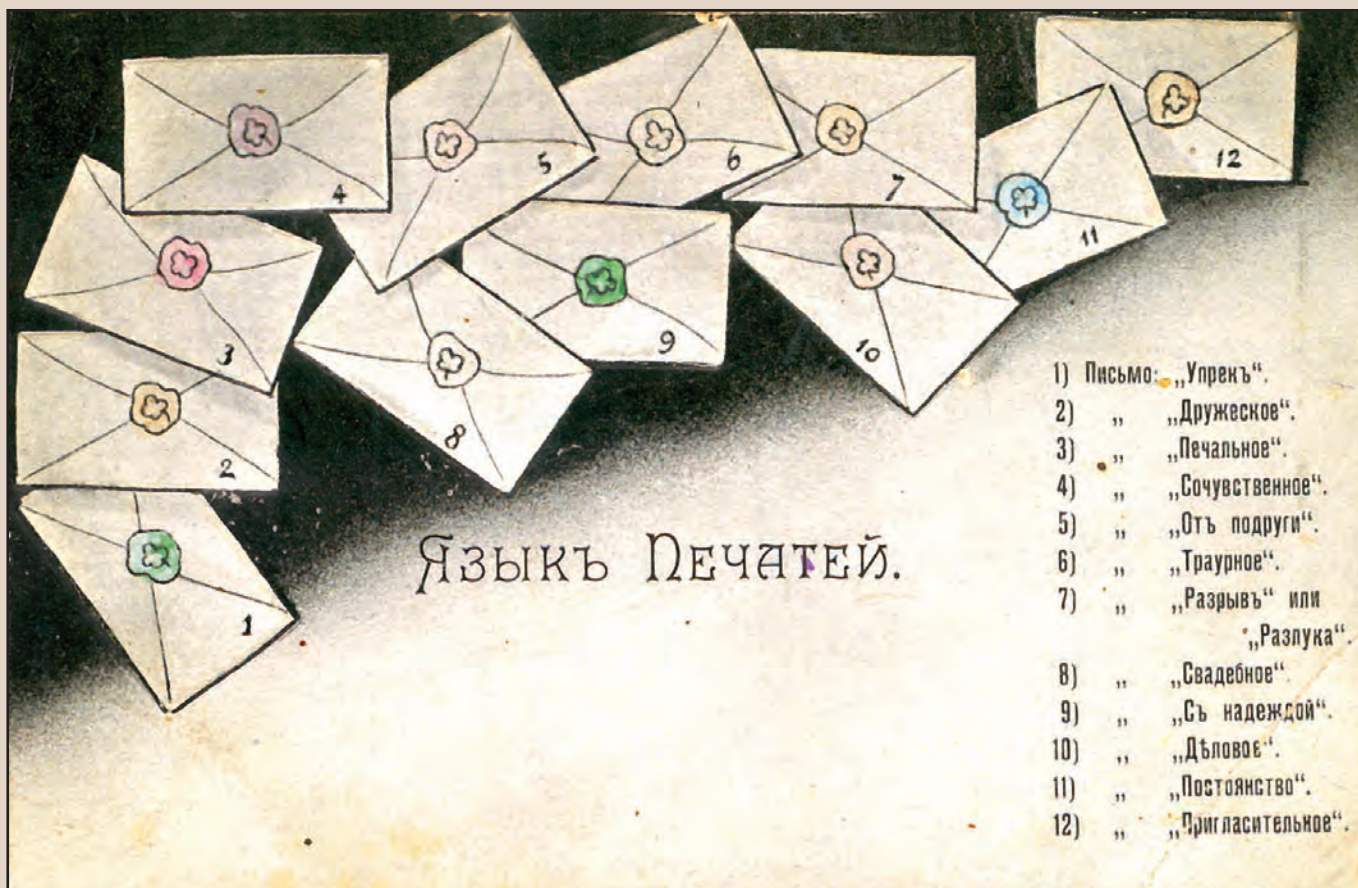 4
5
6
7
12
3
11
9
10
2
8
1
Языкъ Печатей.
1) Письмо: „Упрекъ“.
2) „ „Дружеское“.
3) „ „Печальное“.
4) „ „Сочувственное“.
5) „ „Отъ подруги“.
6) „ „Траурное“.
7) „ „Разрывъ“ или
„Разлука“.
8) „ „Свадебное“.
9) „ „Съ надеждой“.
10) „ „Дѣловое“.
11) „ „Постоянство“.
12) „ „Пригласительное“.